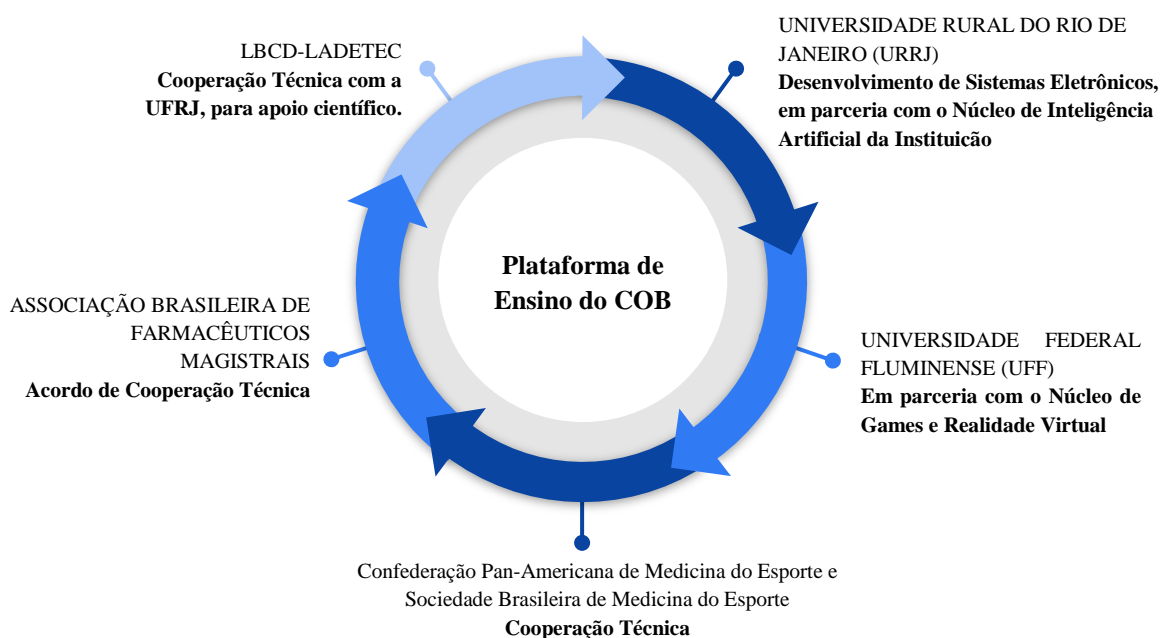 LBCD-LADETEC
Cooperação Técnica com a
UFRJ, para apoio científico.
UNIVERSIDADE RURAL DO RIO DE
JANEIRO (URRJ)
Desenvolvimento de Sistemas Eletrônicos,
em parceria com o Núcleo de Inteligência
Artificial da Instituicão
Plataforma de
Ensino do COB
ASSOCIAÇÃO BRASILEIRA DE
FARMACÊUTICOS
MAGISTRAIS
Acordo de Cooperação Técnica
UNIVERSIDADE FEDERAL
FLUMINENSE (UFF)
Em parceria com o Núcleo de
Games e Realidade Virtual
Confederação Pan-Americana de Medicina do Esporte e
Sociedade Brasileira de Medicina do Esporte
Cooperação Técnica